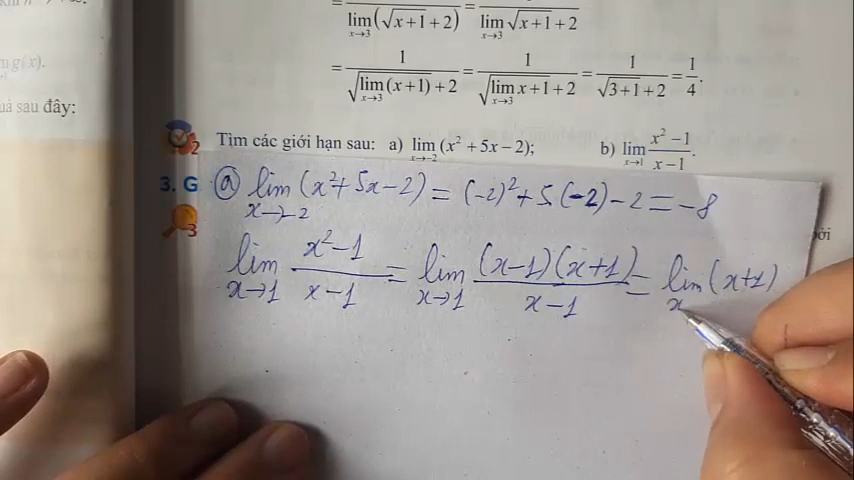 = 1 / lim x→3 (√x+1 + 2) = 1 / lim x→3 √x+1 + 2
= 1 / √lim x→3 (x+1) + 2 = 1 / √lim x→3 x+1 + 2 = 1 / √3+1 + 2 = 1/4.
g(x).
sau đây:
2 Tìm các giới hạn sau: a) lim x→-2 (x² + 5x − 2); b) lim x→1 x² − 1 / x − 1.
3. G
a lim x→-2 (x² + 5x − 2) = (−2)² + 5.(−2) − 2 = −8
3
lim x→1 x² − 1 / x − 1 = lim x→1 (x−1)(x+1) / x − 1 = lim x (x+1)